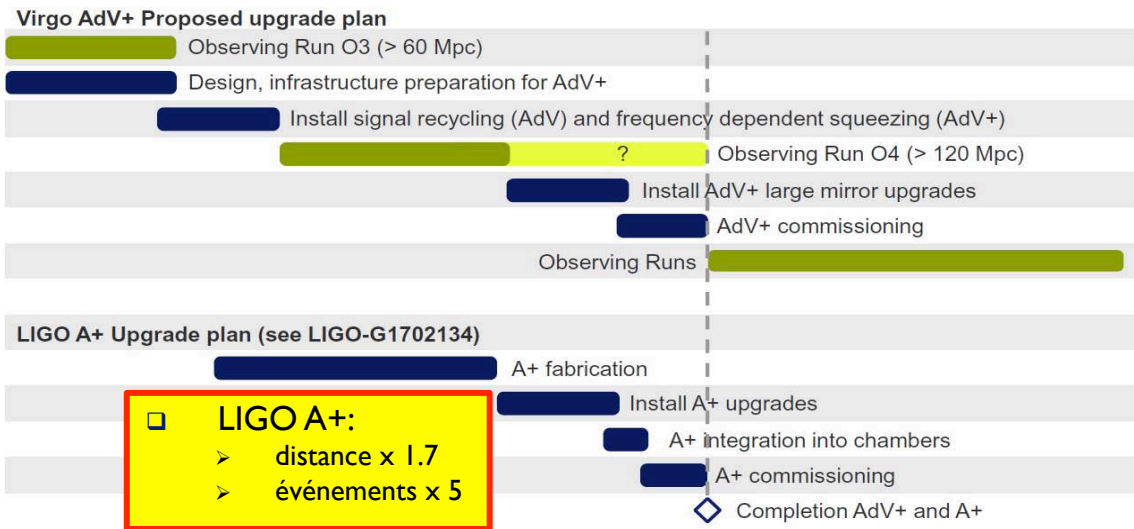 Virgo AdV+ Proposed upgrade plan
Observing Run O3 (> 60 Mpc)
Design, infrastructure preparation for AdV+
Install signal recycling (AdV) and frequency dependent squeezing (AdV+)
? Observing Run O4 (> 120 Mpc)
Install AdV+ large mirror upgrades
AdV+ commissioning
Observing Runs
LIGO A+ Upgrade plan (see LIGO-G1702134)
A+ fabrication
Install A+ upgrades
A+ integration into chambers
A+ commissioning
Completion AdV+ and A+
❑ LIGO A+:
➢ distance x 1.7
➢ événements x 5